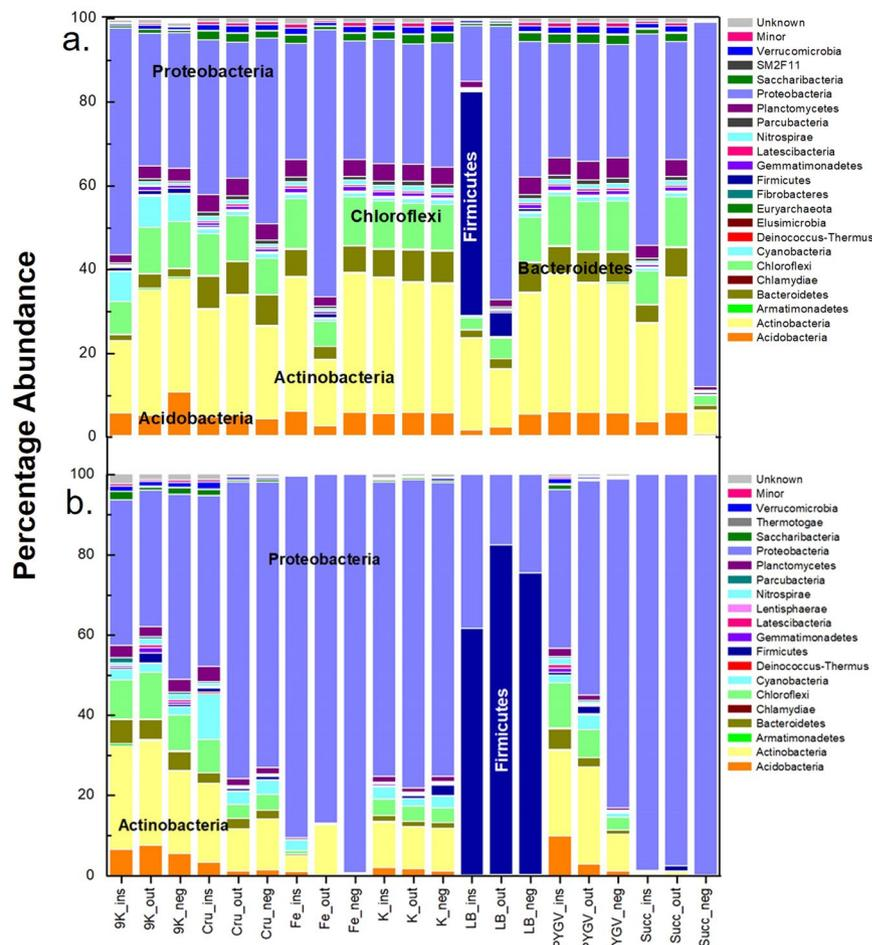 Percentage Abundance
a.
100
80
60
40
20
0
Proteobacteria
Chloroflexi
Firmicutes
Bacteroidetes
Actinobacteria
Acidobacteria
Unknown
Minor
Verrucomicrobia
SM2F11
Saccharibacteria
Proteobacteria
Planctomycetes
Parcubacteria
Nitrospirae
Latescibacteria
Gemmatimonadetes
Firmicutes
Fibrobacteres
Euryarchaeota
Elusimicrobia
Deinococcus-Thermus
Cyanobacteria
Chloroflexi
Chlamydiae
Bacteroidetes
Armatimonadetes
Actinobacteria
Acidobacteria
b.
100
80
60
40
20
0
Proteobacteria
Firmicutes
Actinobacteria
Unknown
Minor
Verrucomicrobia
Thermotogae
Saccharibacteria
Proteobacteria
Planctomycetes
Parcubacteria
Nitrospirae
Lentisphaerae
Latescibacteria
Gemmatimonadetes
Firmicutes
Deinococcus-Thermus
Cyanobacteria
Chloroflexi
Chlamydiae
Bacteroidetes
Armatimonadetes
Actinobacteria
Acidobacteria
9K_ins
9K_out
9K_neg
Cru_ins
Cru_out
Cru_neg
Fe_ins
Fe_out
Fe_neg
K_ins
K_out
K_neg
LB_ins
LB_out
LB_neg
PYGV_ins
PYGV_out
YGV_neg
Succ_ins
Succ_out
Succ_neg